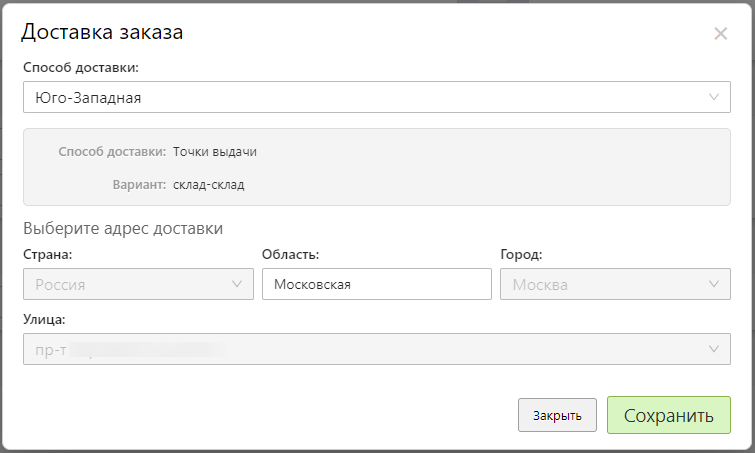 Доставка заказа
Способ доставки:
Юго-Западная
Способ доставки: Точки выдачи
Вариант: склад-склад
Выберите адрес доставки
Страна: Область: Город:
Россия Московская Москва
Улица:
пр-т
Закрыть Сохранить